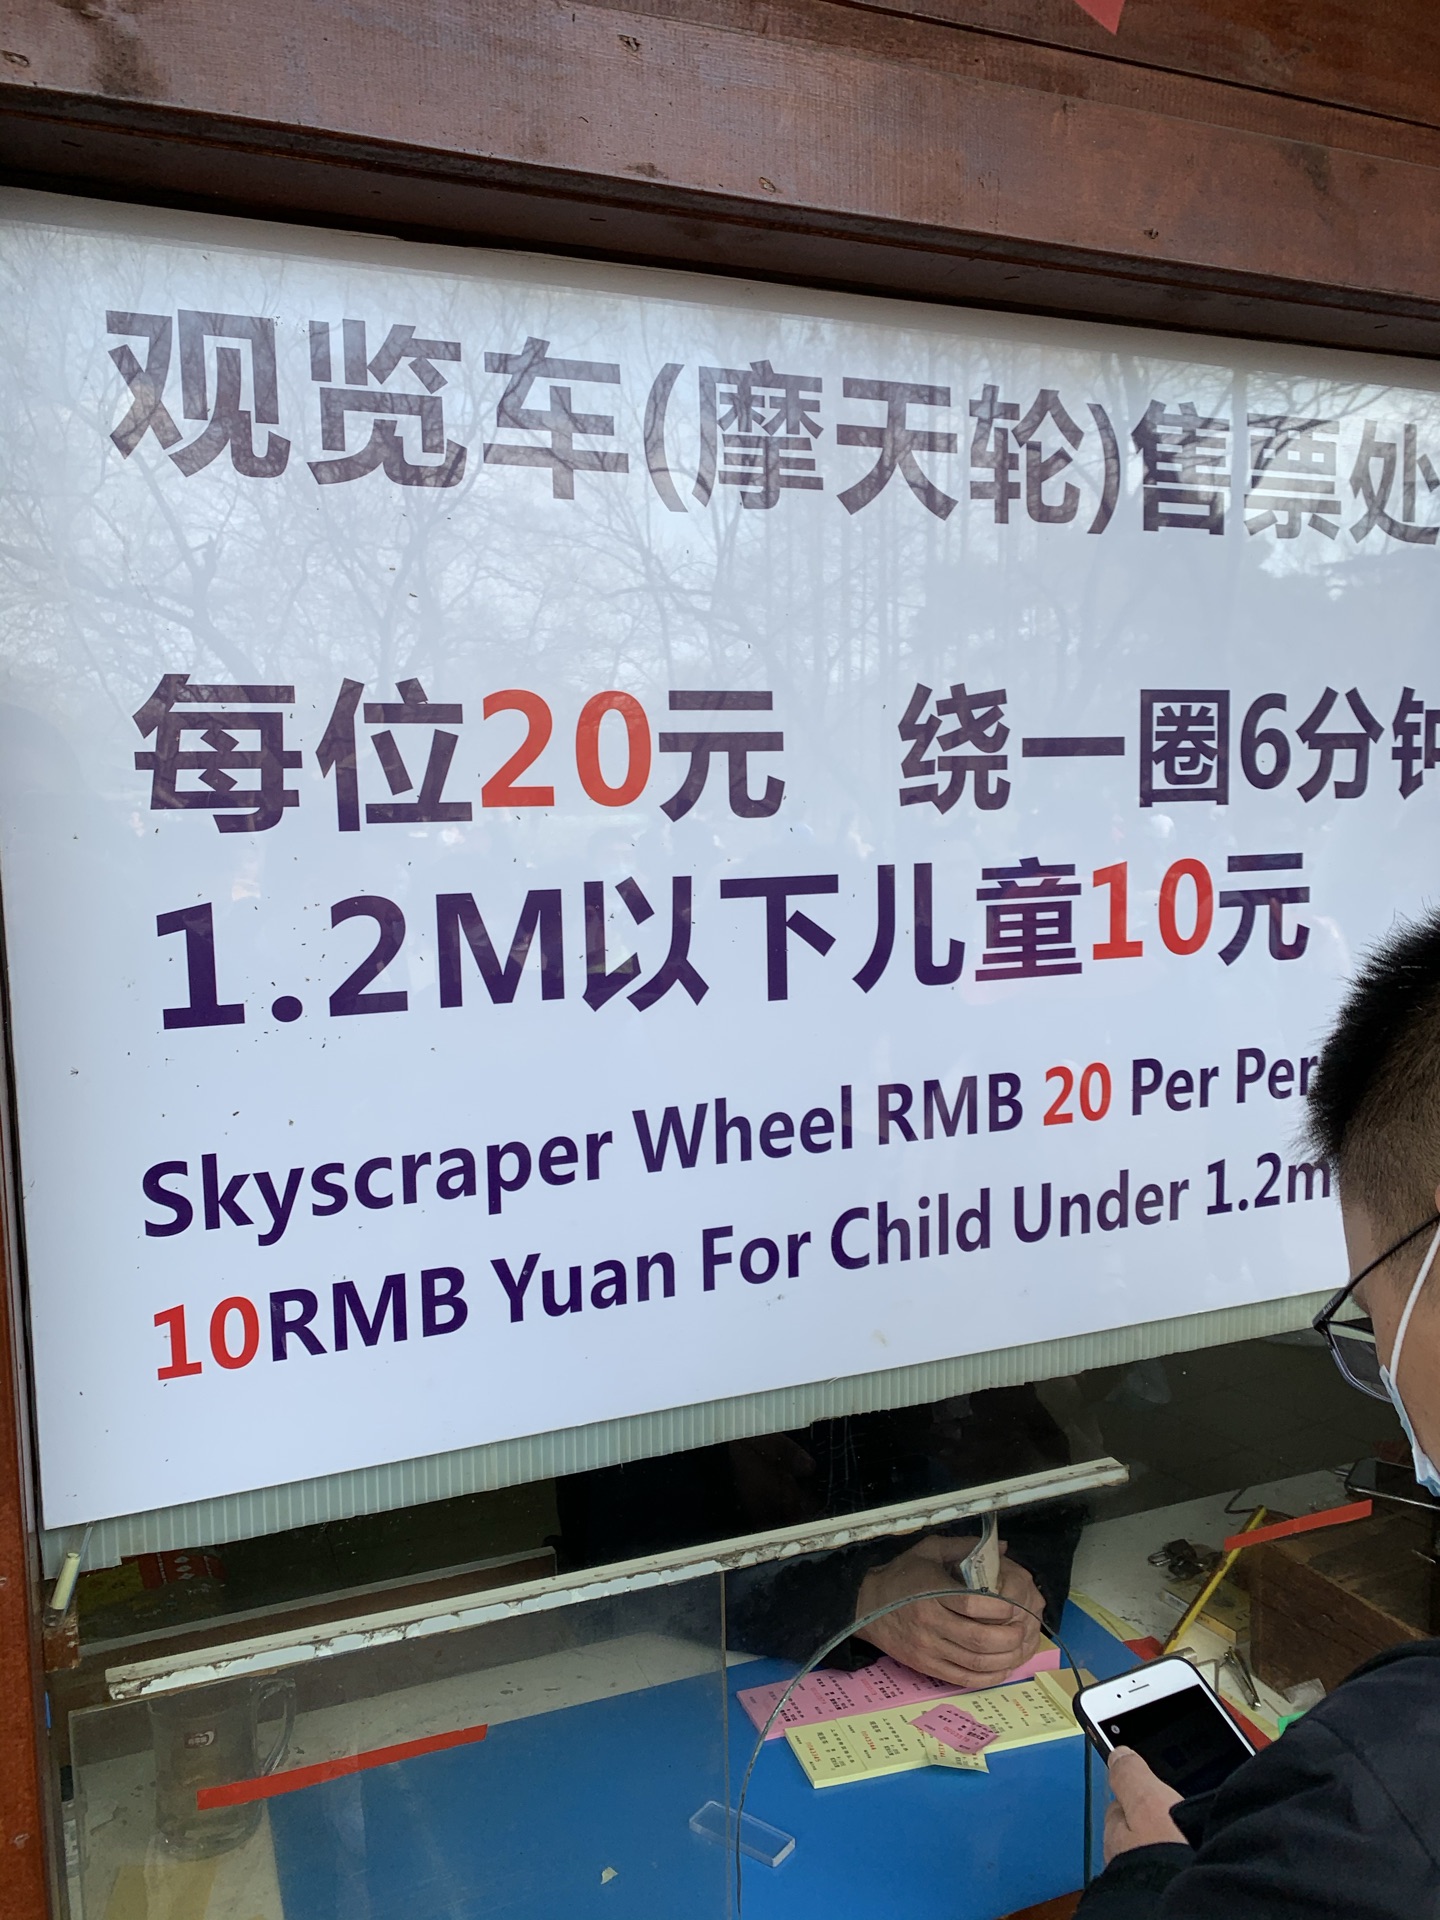 观览车(摩天轮)售票处
每位20元 绕一圈6分钟
1.2M以下儿童10元
Skyscraper Wheel RMB 20 Per Per
10RMB Yuan For Child Under 1.2m